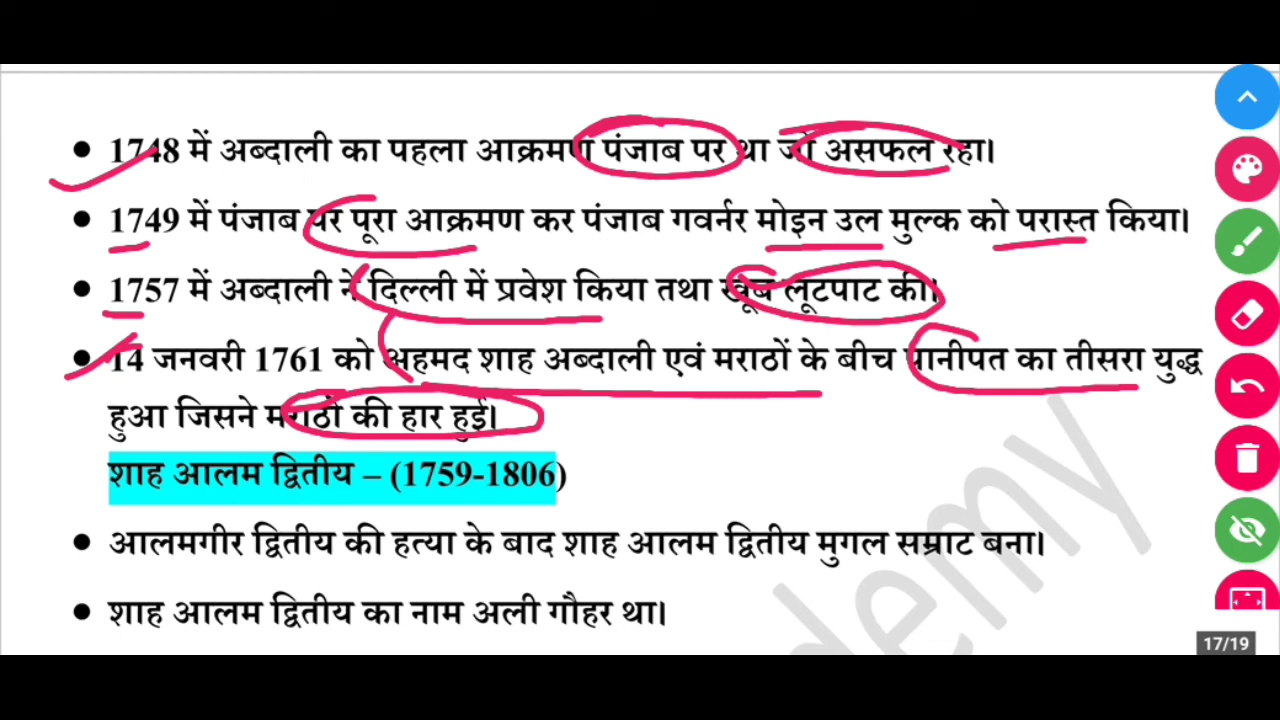 • 1748 में अब्दाली का पहला आक्रमण पंजाब पर था जो असफल रहा।
• 1749 में पंजाब पर पूरा आक्रमण कर पंजाब गवर्नर मोइन उल मुल्क को परास्त किया।
• 1757 में अब्दाली ने दिल्ली में प्रवेश किया तथा खूब लूटपाट की।
• 14 जनवरी 1761 को अहमद शाह अब्दाली एवं मराठों के बीच पानीपत का तीसरा युद्ध
हुआ जिसने मराठों की हार हुई।
शाह आलम द्वितीय – (1759-1806)
• आलमगीर द्वितीय की हत्या के बाद शाह आलम द्वितीय मुगल सम्राट बना।
• शाह आलम द्वितीय का नाम अली गौहर था।
17/19